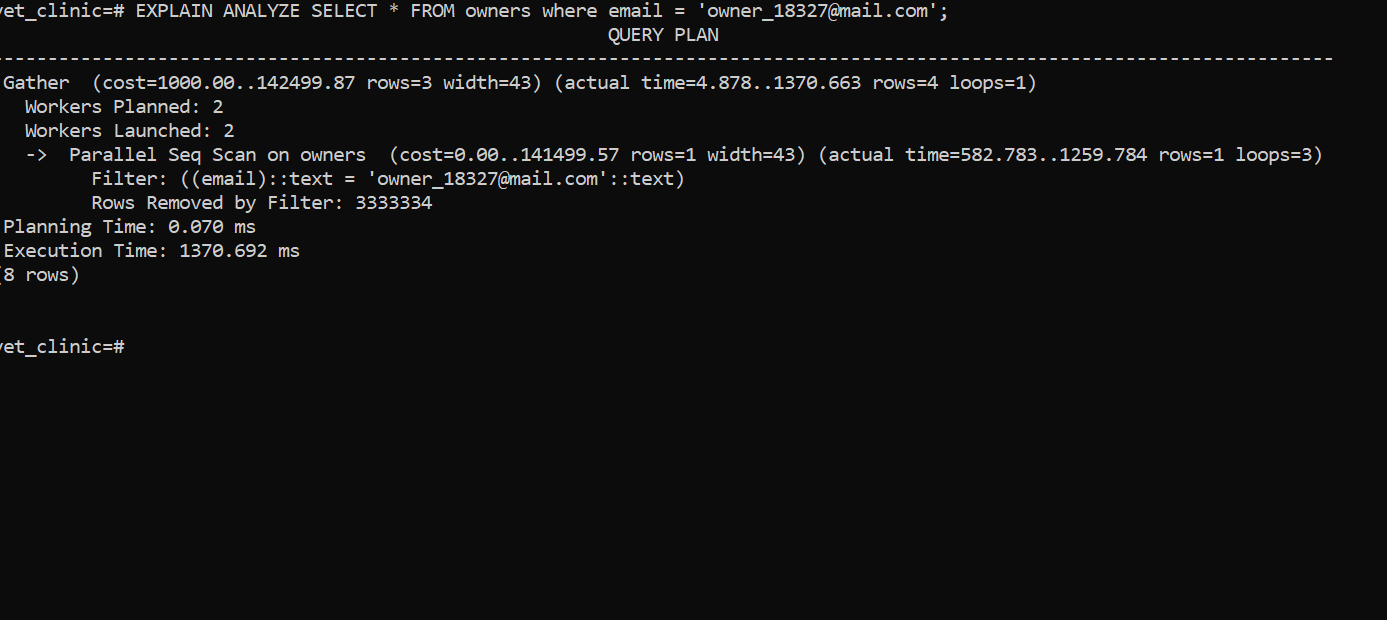 vet_clinic=# EXPLAIN ANALYZE SELECT * FROM owners where email = 'owner_18327@mail.com';
QUERY PLAN
--------------------------------------------------------------------------------------------------------------------------
Gather  (cost=1000.00..142499.87 rows=3 width=43) (actual time=4.878..1370.663 rows=4 loops=1)
  Workers Planned: 2
  Workers Launched: 2
  ->  Parallel Seq Scan on owners  (cost=0.00..141499.57 rows=1 width=43) (actual time=582.783..1259.784 rows=1 loops=3)
        Filter: ((email)::text = 'owner_18327@mail.com'::text)
        Rows Removed by Filter: 3333334
Planning Time: 0.070 ms
Execution Time: 1370.692 ms
(8 rows)
vet_clinic=#